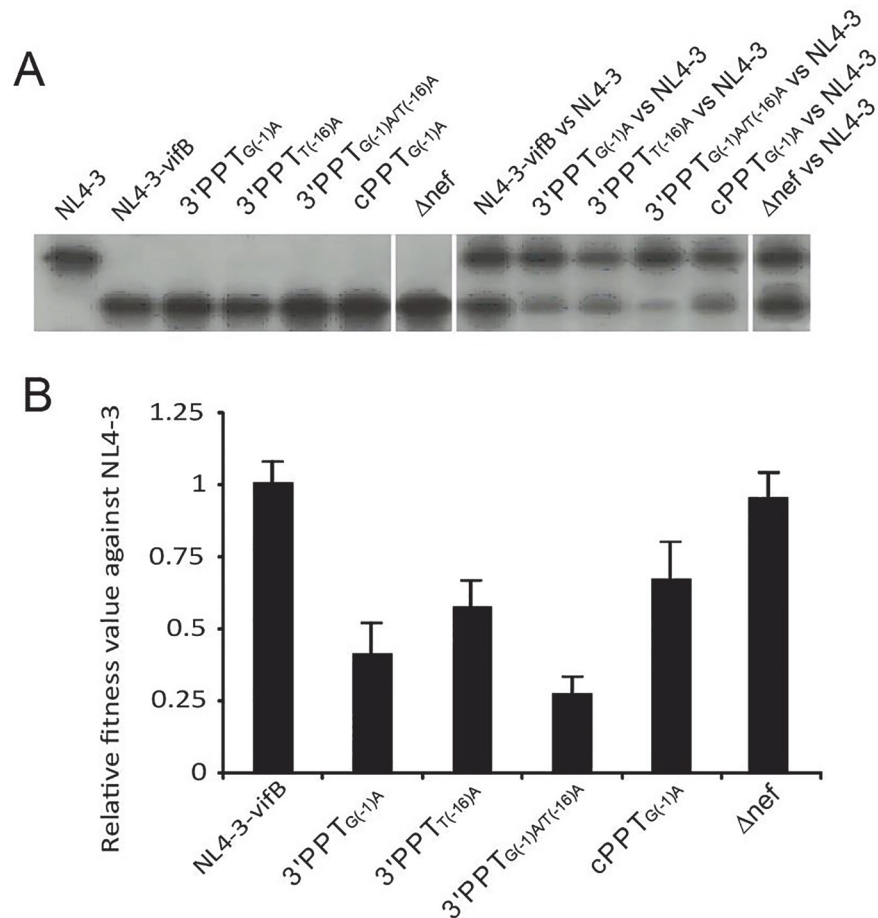 A
NL4-3
NL4-3-vifB
3'PPTG(-1)A
3'PPTT(-16)A
3'PPTG(-1)A/T(-16)A
cPPTG(-1)A
Δnef
NL4-3-vifB vs NL4-3
3'PPTG(-1)A vs NL4-3
3'PPTT(-16)A vs NL4-3
3'PPTG(-1)A/T(-16)A vs NL4-3
cPPTG(-1)A vs NL4-3
Δnef vs NL4-3
B
Relative fitness value against NL4-3
1.25
1
0.75
0.5
0.25
0
NL4-3-vifB
3'PPTG(-1)A
3'PPTT(-16)A
3'PPTG(-1)A/T(-16)A
cPPTG(-1)A
Δnef